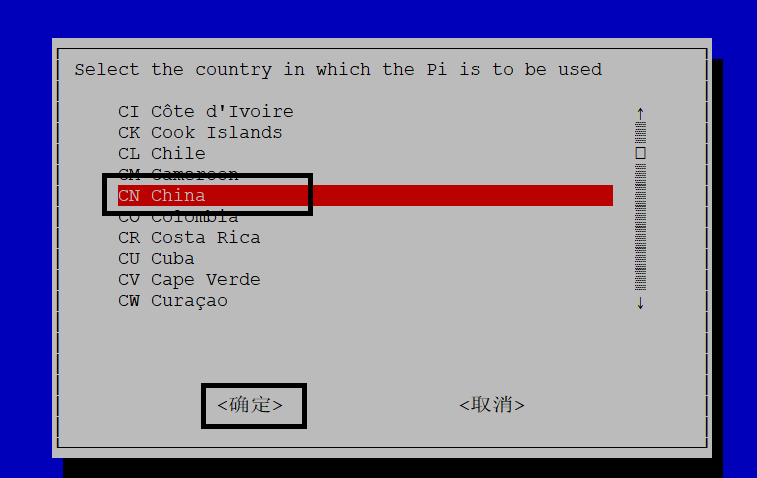 Select the country in which the Pi is to be used
CI Côte d'Ivoire
CK Cook Islands
CL Chile
CM Cameroon
CN China
CO Colombia
CR Costa Rica
CU Cuba
CV Cape Verde
CW Curaçao
<确定> <取消>